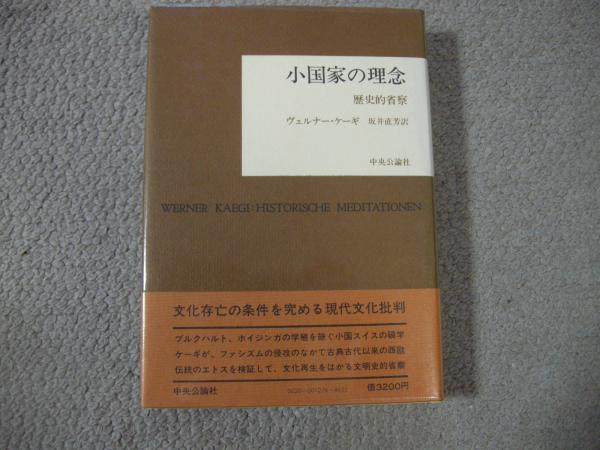 小国家の理念
歴史的省察
ヴェルナー・ケーギ 坂井直芳訳
中央公論社
WERNER KAEGI:HISTORISCHE MEDITATIONEN
文化存亡の条件を究める現代文化批判
ブルクハルト、ホイジンガの学殖を継ぐ小国スイスの碩学
ケーギが、ファシズムの侵攻のなかで古典古代以来の西欧
伝統のエトスを検証して、文化再生をはかる文明史的省察
中央公論社
価3200円